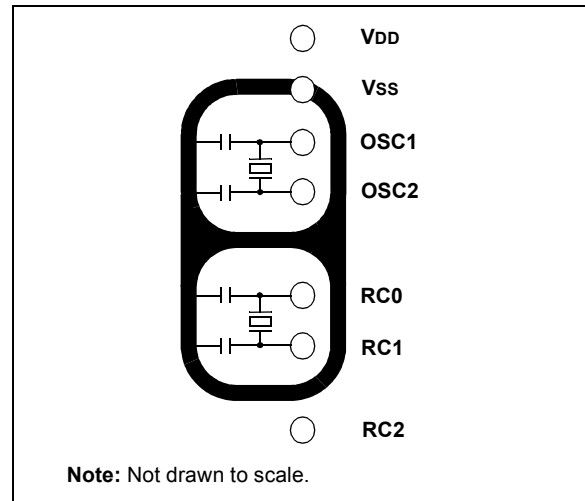 VDD
VSS
OSC1
OSC2
RC0
RC1
RC2
Note: Not drawn to scale.